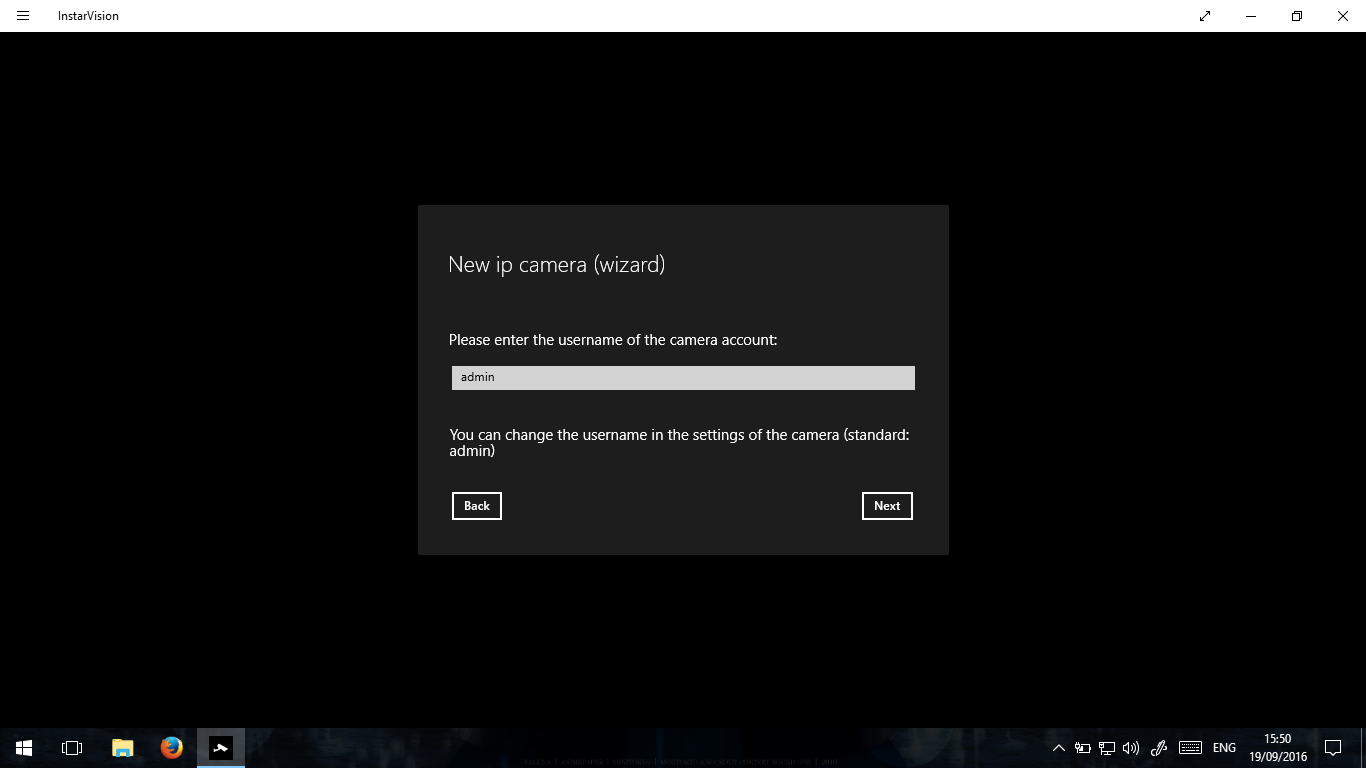 InstarVision
New ip camera (wizard)
Please enter the username of the camera account:
admin
You can change the username in the settings of the camera (standard:
admin)
Back
Next
ENG
15:50
19/09/2016